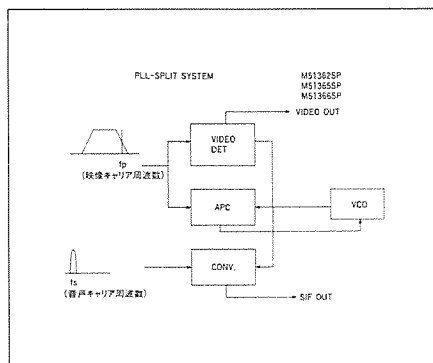 PLL-SPLIT SYSTEM
M51362SP
M51365SP
M51366SP
VIDEO OUT
VIDEO
DET
fp
(映像キャリア周波数)
APC
VCO
CONV.
fs
(音声キャリア周波数)
SIF OUT